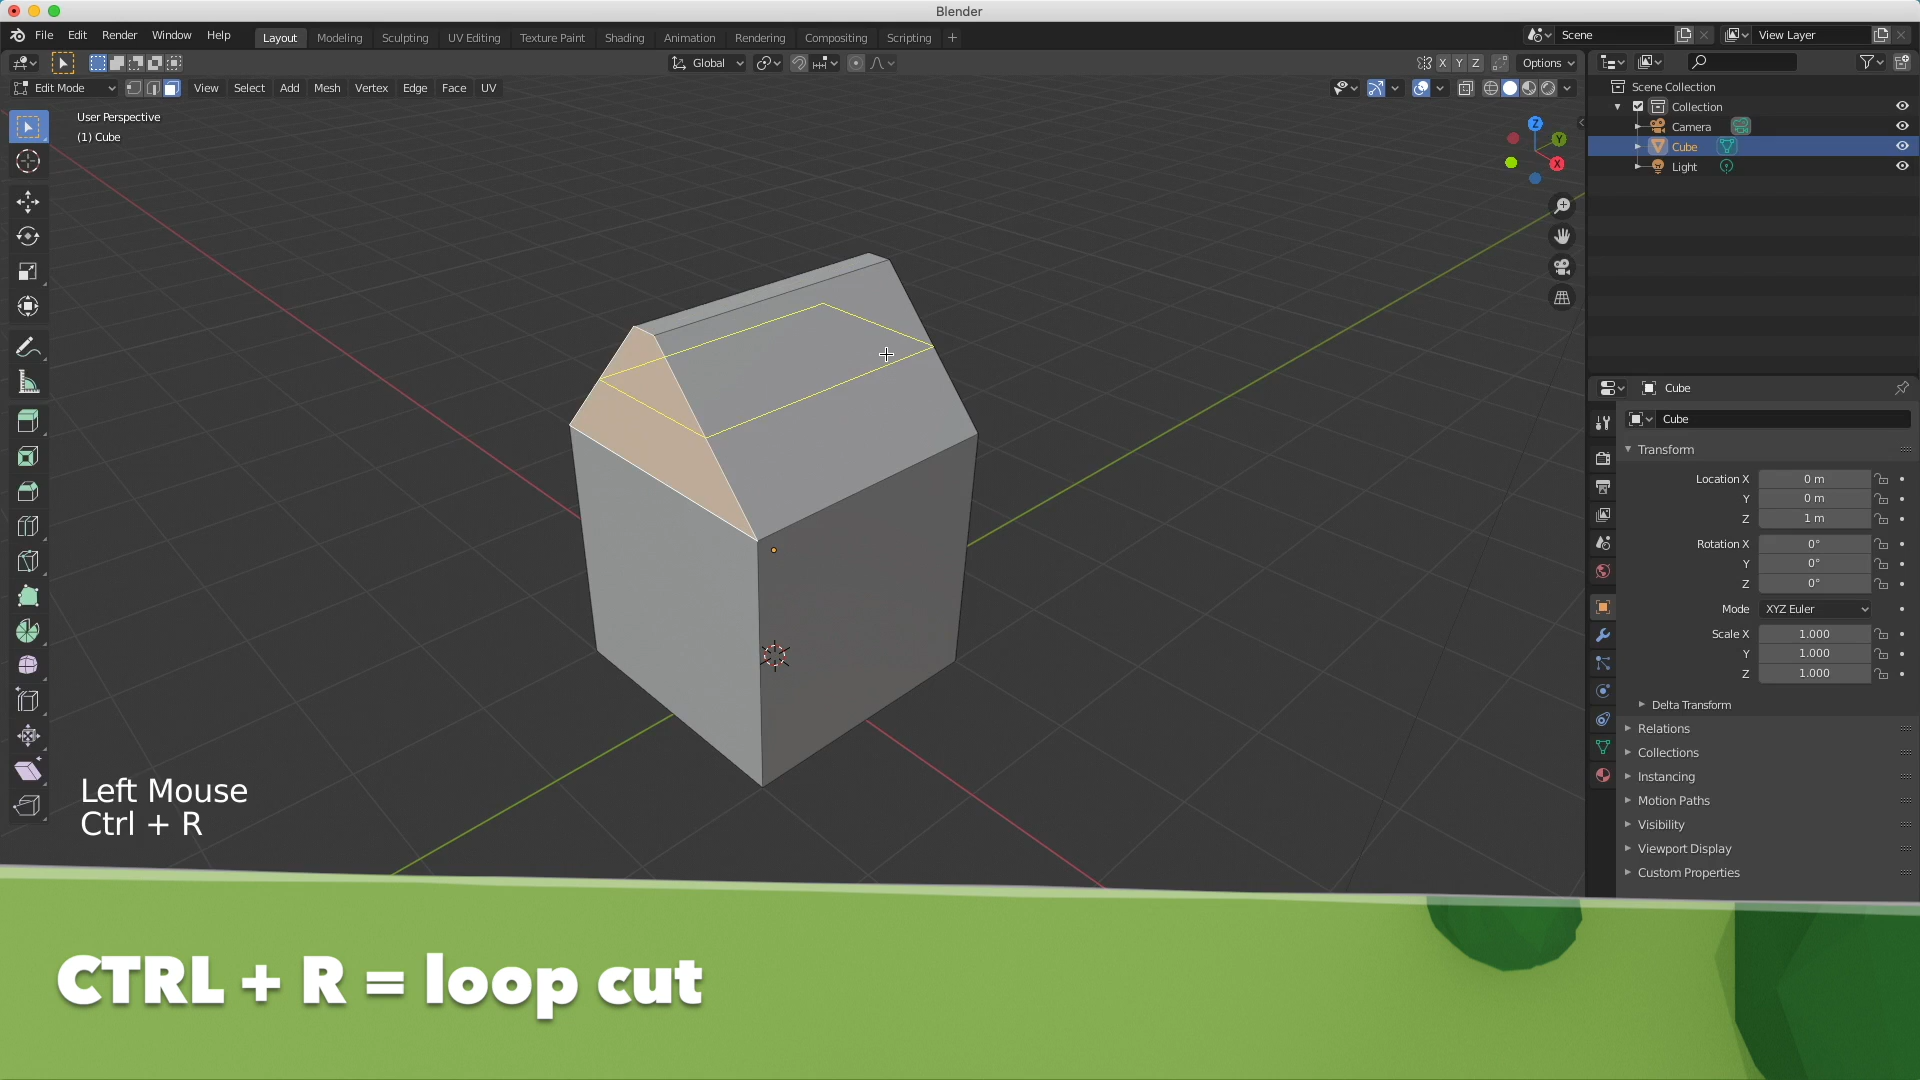 Blender
File Edit Render Window Help
Layout Modeling Sculpting UV Editing Texture Paint Shading Animation Rendering Compositing Scripting +
Scene
View Layer
Global
X Y Z
Options
Edit Mode
View Select Add Mesh Vertex Edge Face UV
User Perspective
(1) Cube
Z
Y
X
Scene Collection
Collection
Camera
Cube
Light
Cube
Cube
Transform
Location X 0 m
Y 0 m
Z 1 m
Rotation X 0°
Y 0°
Z 0°
Mode XYZ Euler
Scale X 1.000
Y 1.000
Z 1.000
Delta Transform
Relations
Collections
Instancing
Motion Paths
Visibility
Viewport Display
Custom Properties
Left Mouse
Ctrl + R
CTRL + R = loop cut